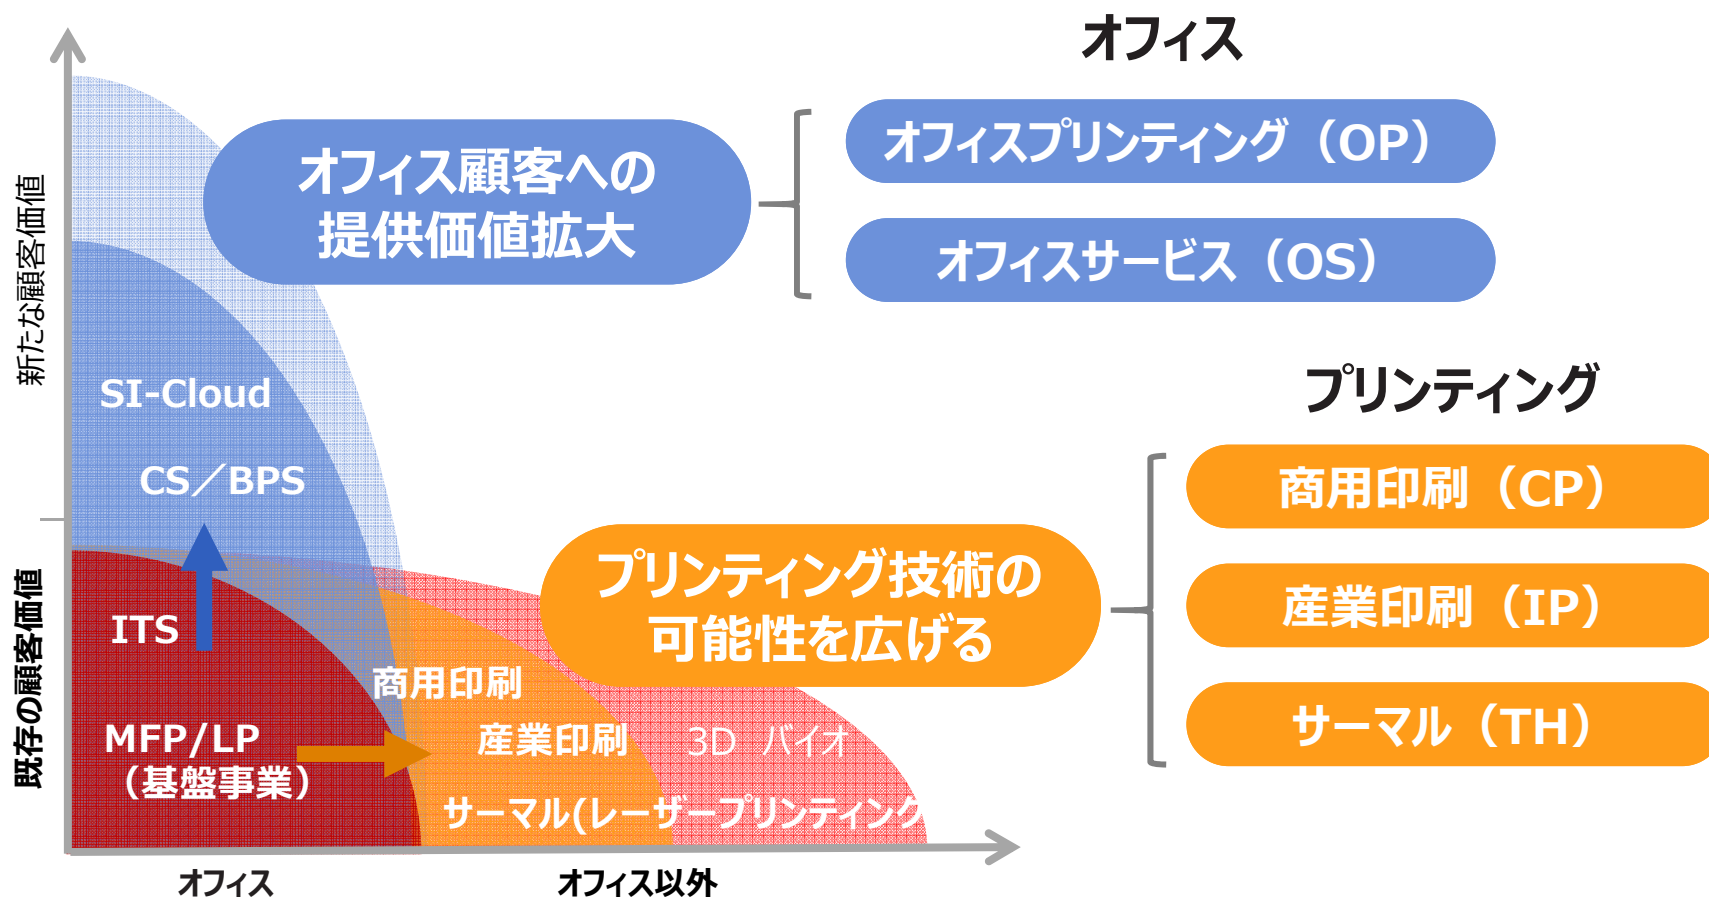 オフィス
オフィス顧客への
提供価値拡大
オフィスプリンティング（OP）
オフィスサービス（OS）
新たな顧客価値
SI-Cloud
CS／BPS
プリンティング
商用印刷（CP）
産業印刷（IP）
サーマル（TH）
プリンティング技術の
可能性を広げる
既存の顧客価値
ITS
MFP/LP
（基盤事業）
商用印刷
産業印刷
3D バイオ
サーマル(レーザープリンティング
オフィス
オフィス以外